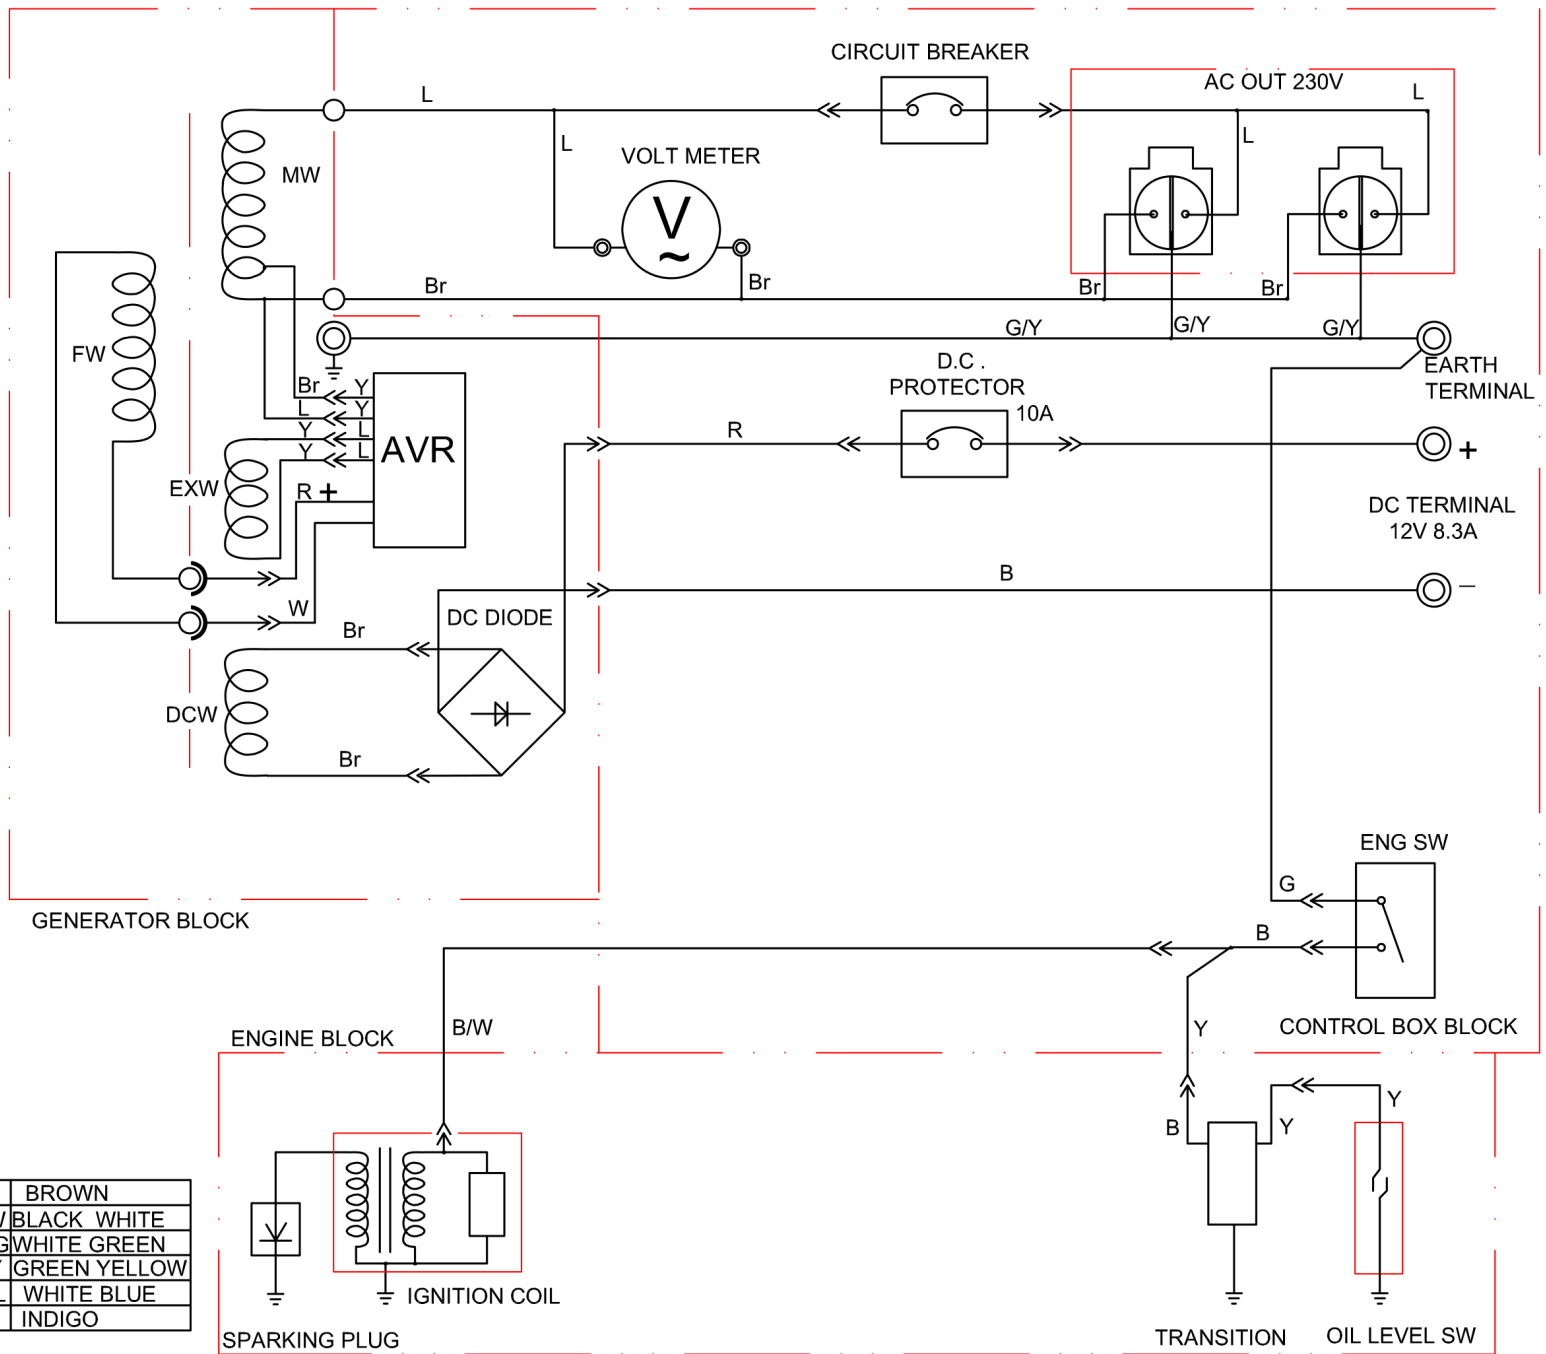 CIRCUIT BREAKER
AC OUT 230V
L
L
L
L
VOLT METER
MW
V
~
Br
Br
Br
Br
FW
G/Y
G/Y
G/Y
EARTH
TERMINAL
D.C .
PROTECTOR
10A
Br Y
L Y
Y L
Y L
AVR
R
+
EXW
R +
DC TERMINAL
12V 8.3A
B
–
W
DC DIODE
Br
DCW
Br
ENG SW
G
GENERATOR BLOCK
B
B/W
Y
CONTROL BOX BLOCK
ENGINE BLOCK
Y
B
Y
BROWN
BLACK WHITE
G WHITE GREEN
GREEN YELLOW
L WHITE BLUE
INDIGO
IGNITION COIL
SPARKING PLUG
TRANSITION
OIL LEVEL SW